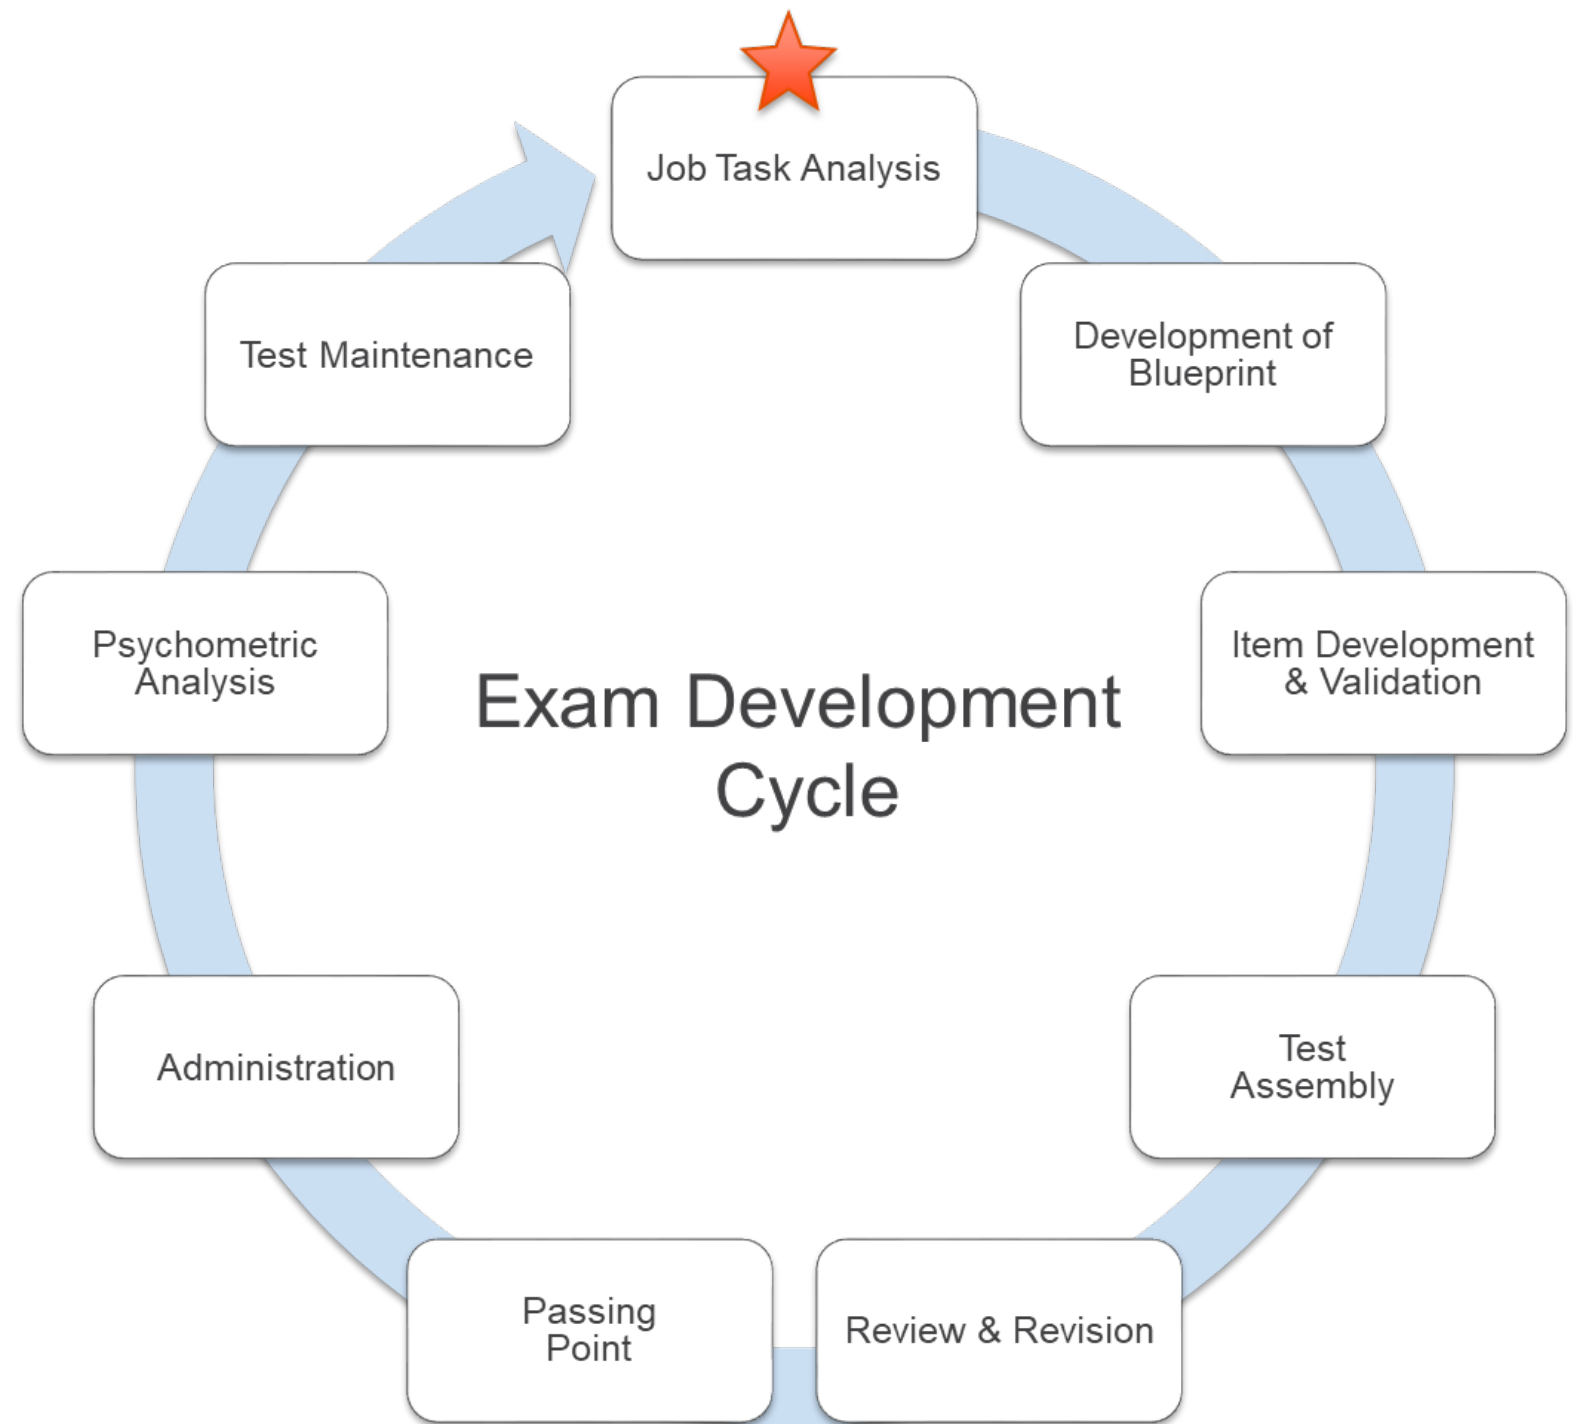 Job Task Analysis
Development of
Blueprint
Item Development
& Validation
Test
Assembly
Review & Revision
Passing
Point
Administration
Psychometric
Analysis
Test Maintenance
Exam Development
Cycle